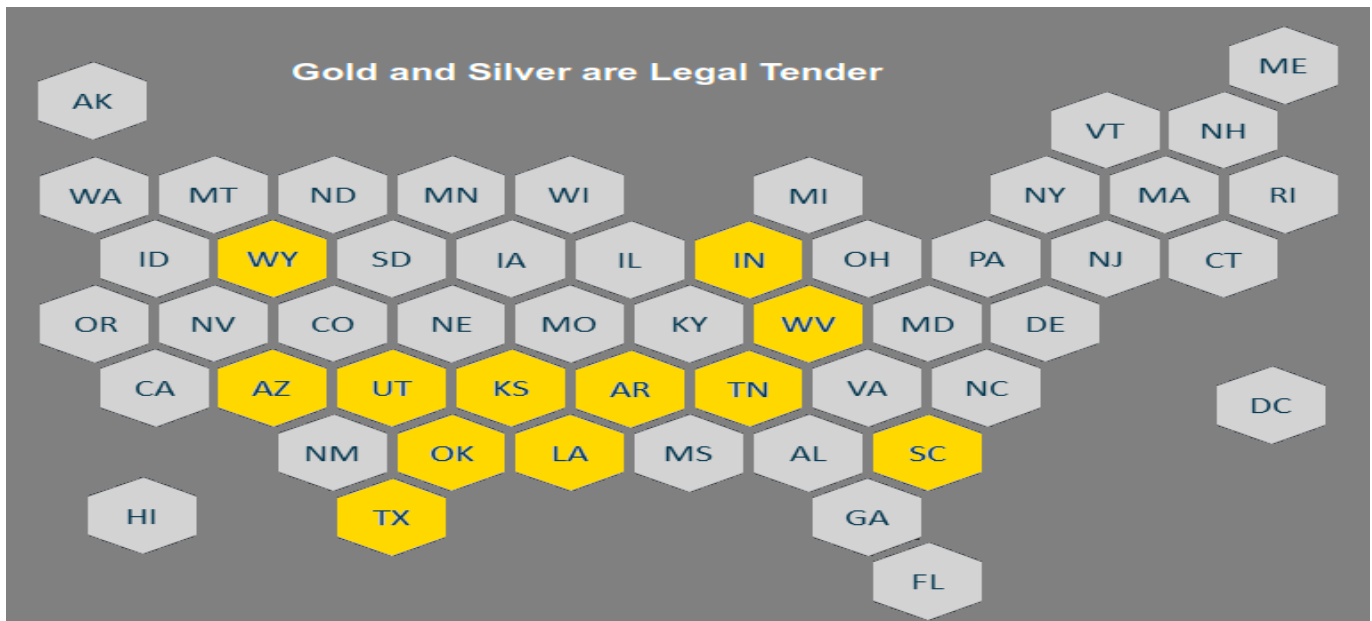 Gold and Silver are Legal Tender
ME
AK
VT NH
WA MT ND MN WI MI NY MA RI
ID WY SD IA IL IN OH PA NJ CT
OR NV CO NE MO KY WV MD DE
CA AZ UT KS AR TN VA NC
DC
NM OK LA MS AL SC
HI TX GA
FL